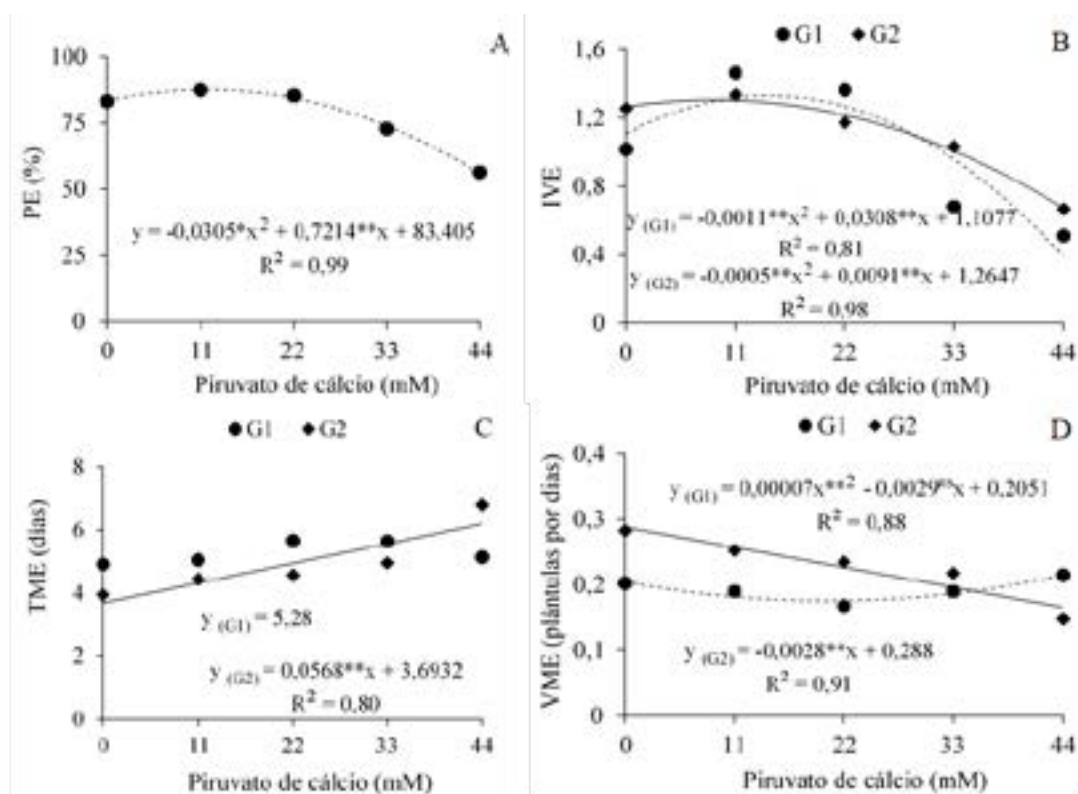 A
100
75
50
25
0
PE (%)
y = -0,0305*x² + 0,7214**x + 83,405
R² = 0,99
0 11 22 33 44
Piruvato de cálcio (mM)
G1 G2
B
1,6
1,2
0,8
0,4
0
IVE
y (G1) = -0,0011**x² + 0,0308**x + 1,1077
R² = 0,81
y (G2) = -0,0005**x² + 0,0091**x + 1,2647
R² = 0,98
0 11 22 33 44
Piruvato de cálcio (mM)
G1 G2
C
8
6
4
2
0
TME (días)
y (G1) = 5,28
y (G2) = 0,0568**x + 3,6932
R² = 0,80
0 11 22 33 44
Piruvato de cálcio (mM)
G1 G2
D
0,4
0,3
0,2
0,1
0
VME (plántulas por dias)
y (G1) = 0,00007x**² - 0,0029ⁿˢx + 0,2051
R² = 0,88
y (G2) = -0,0028**x + 0,288
R² = 0,91
0 11 22 33 44
Piruvato de cálcio (mM)